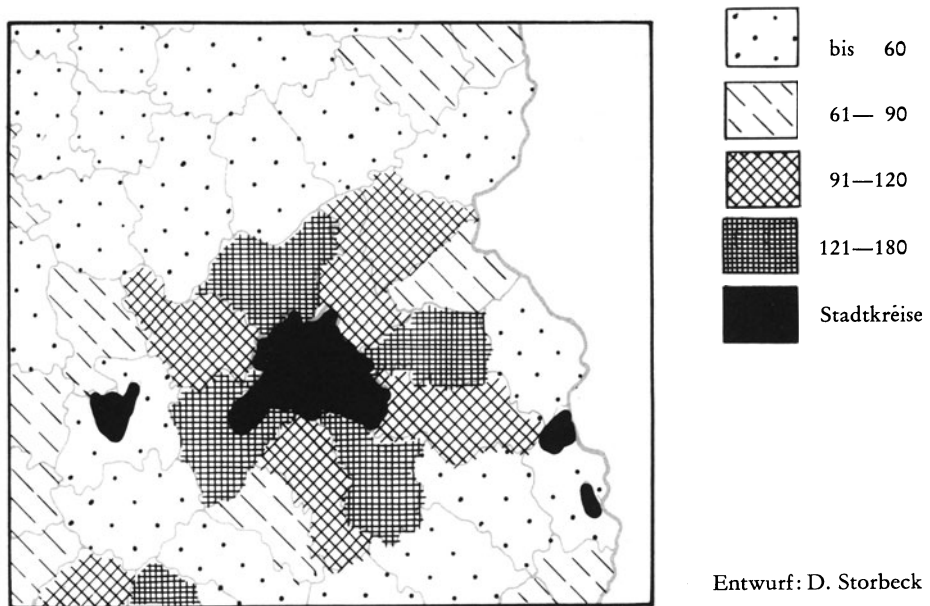 bis 60
61— 90
91—120
121—180
Stadtkreise
Entwurf: D. Storbeck